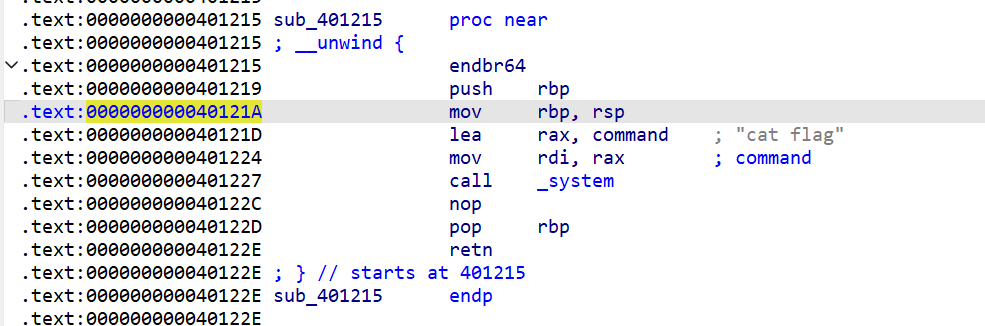 .text:0000000000401215
.text:0000000000401215 sub_401215 proc near
.text:0000000000401215 ; __unwind {
.text:0000000000401215 endbr64
.text:0000000000401219 push rbp
.text:000000000040121A mov rbp, rsp
.text:000000000040121D lea rax, command ; "cat flag"
.text:0000000000401224 mov rdi, rax ; command
.text:0000000000401227 call _system
.text:000000000040122C nop
.text:000000000040122D pop rbp
.text:000000000040122E retn
.text:000000000040122E ; } // starts at 401215
.text:000000000040122E sub_401215 endp
.text:000000000040122E